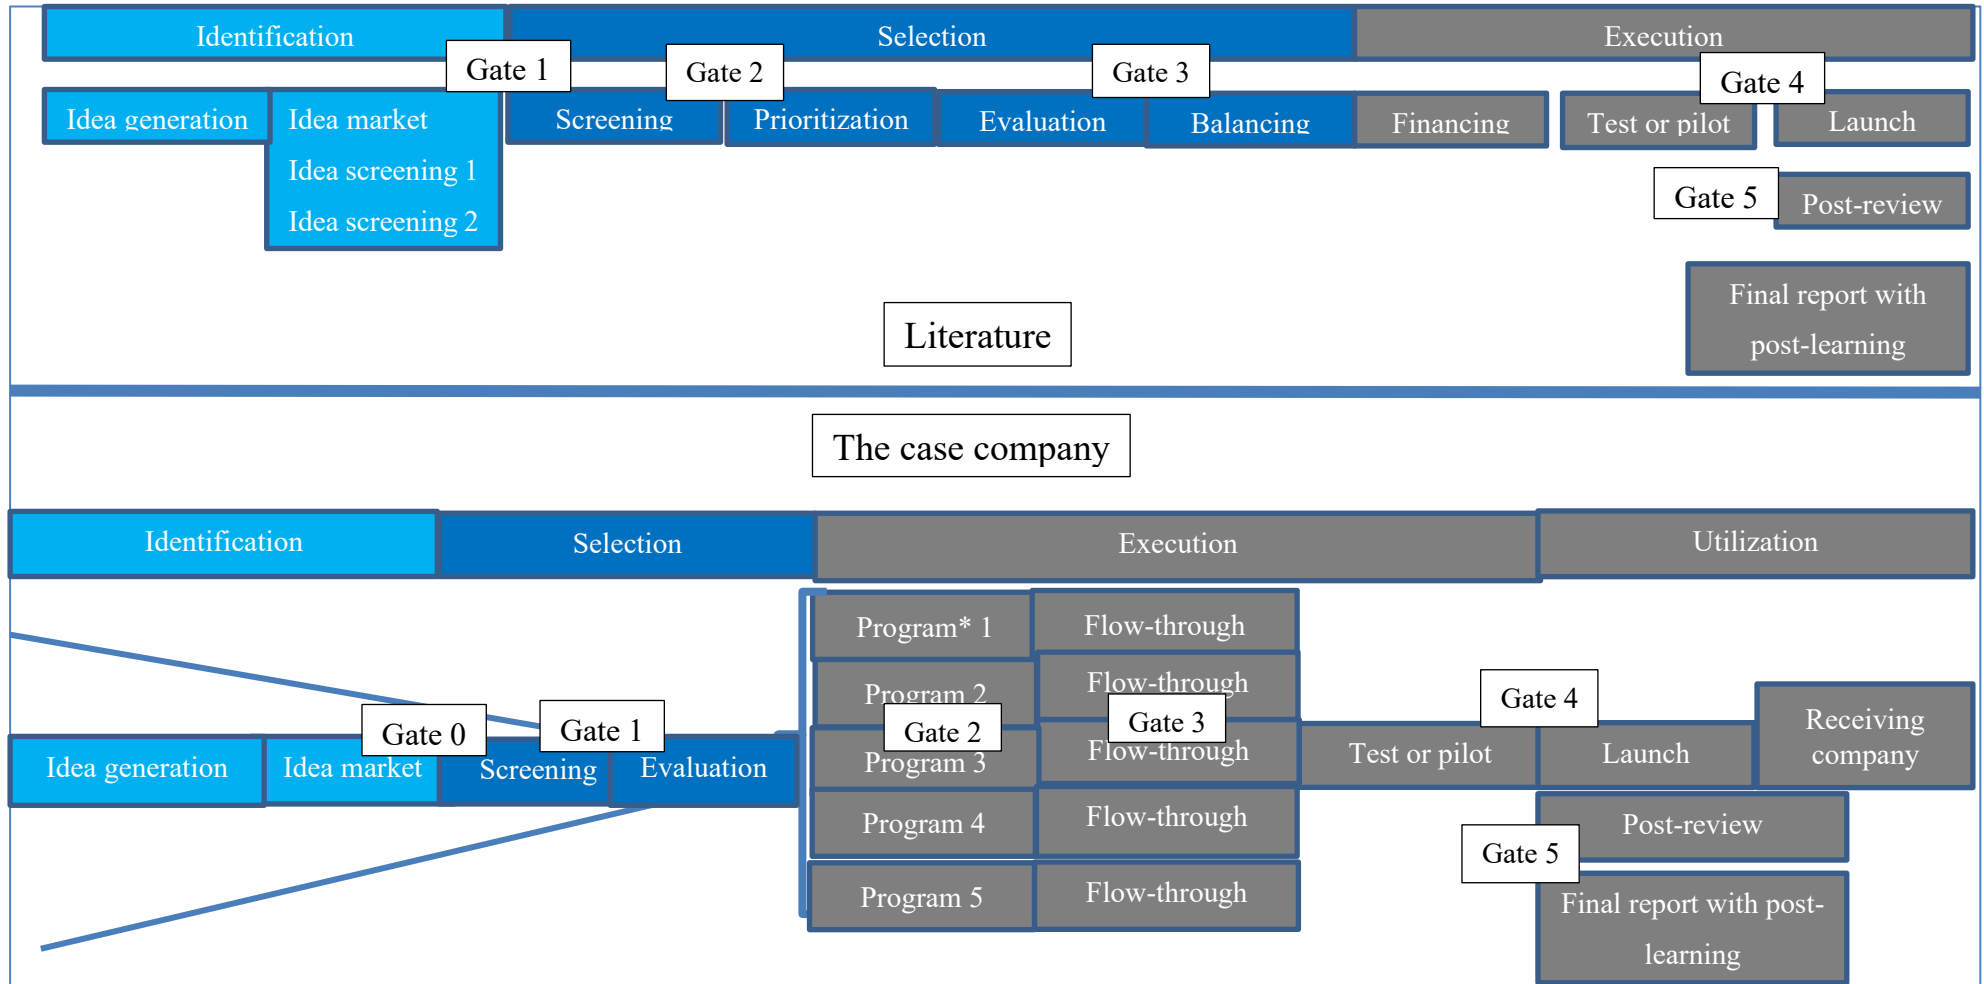 Identification
Selection
Execution
Gate 1
Gate 2
Gate 3
Gate 4
Idea generation
Idea market
Idea screening 1
Idea screening 2
Screening
Prioritization
Evaluation
Balancing
Financing
Test or pilot
Launch
Gate 5
Post-review
Final report with
post-learning
Literature
The case company
Identification
Selection
Execution
Utilization
Program* 1
Flow-through
Program 2
Flow-through
Gate 0
Gate 1
Gate 2
Gate 3
Gate 4
Idea generation
Idea market
Screening
Evaluation
Program 3
Flow-through
Test or pilot
Launch
Receiving
company
Program 4
Flow-through
Post-review
Gate 5
Program 5
Flow-through
Final report with post-
learning